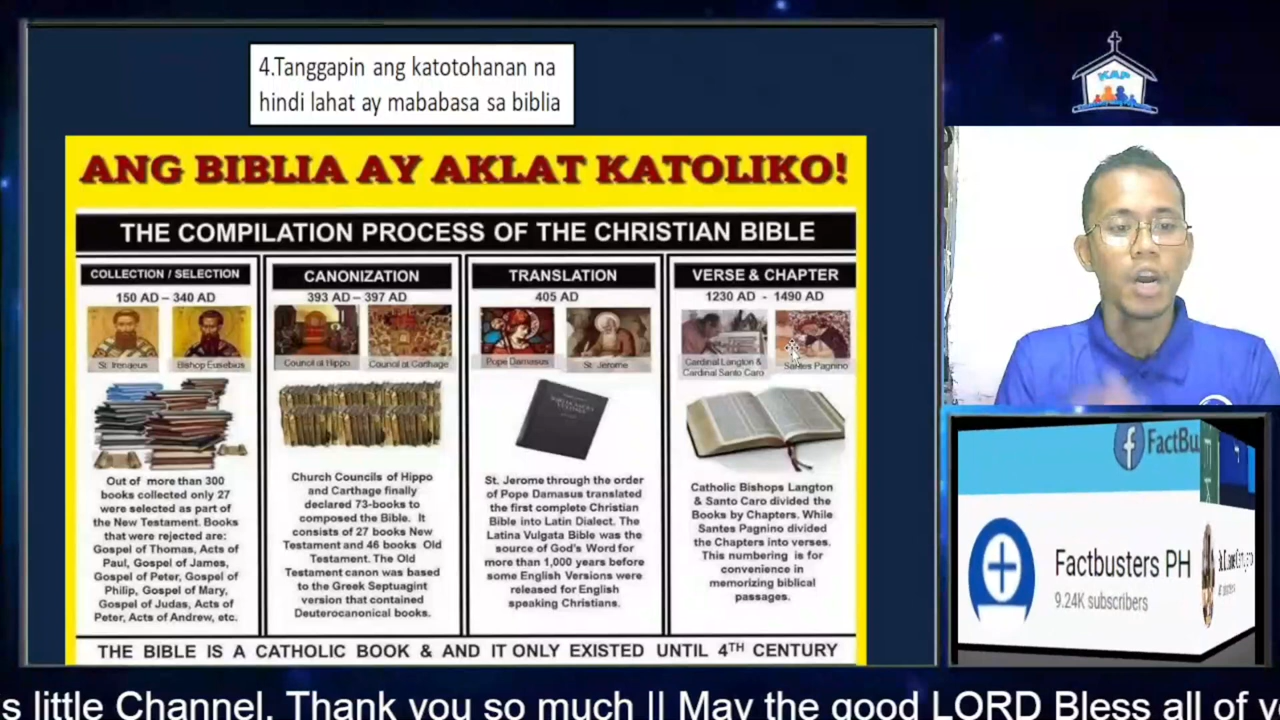 4.Tanggapin ang katotohanan na
hindi lahat ay mababasa sa biblia
ANG BIBLIA AY AKLAT KATOLIKO!
THE COMPILATION PROCESS OF THE CHRISTIAN BIBLE
COLLECTION / SELECTION
150 AD – 340 AD
St. Irenaeus
Bishop Eusebius
Out of more than 300
books collected only 27
were selected as part of
the New Testament. Books
that were rejected are:
Gospel of Thomas, Acts of
Paul, Gospel of James,
Gospel of Peter, Gospel of
Philip, Gospel of Mary,
Gospel of Judas, Acts of
Peter, Acts of Andrew, etc.
CANONIZATION
393 AD – 397 AD
Council at Hippo
Council at Carthage
Church Councils of Hippo
and Carthage finally
declared 73-books to
composed the Bible. It
consists of 27 books New
Testament and 46 books Old
Testament. The Old
Testament canon was based
to the Greek Septuagint
version that contained
Deuterocanonical books.
TRANSLATION
405 AD
Pope Damasus
St. Jerome
St. Jerome through the order
of Pope Damasus translated
the first complete Christian
Bible into Latin Dialect. The
Latina Vulgata Bible was the
source of God's Word for
more than 1,000 years before
some English Versions were
released for English
speaking Christians.
VERSE & CHAPTER
1230 AD - 1490 AD
Cardinal Langton &
Cardinal Santo Caro
Santes Pagnino
Catholic Bishops Langton
& Santo Caro divided the
Books by Chapters. While
Santes Pagnino divided
the Chapters into verses.
This numbering is for
convenience in
memorizing biblical
passages.
THE BIBLE IS A CATHOLIC BOOK & AND IT ONLY EXISTED UNTIL 4TH CENTURY
KAP
FactBu
Factbusters PH
9.24K subscribers
s little Channel. Thank you so much || May the good LORD Bless all of y